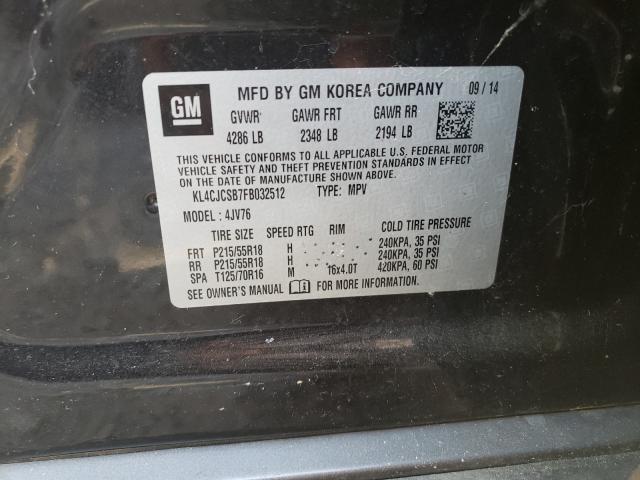 GM
MFD BY GM KOREA COMPANY 09 / 14
GVWR GAWR FRT GAWR RR
4286 LB 2348 LB 2194 LB
THIS VEHICLE CONFORMS TO ALL APPLICABLE U.S. FEDERAL MOTOR
VEHICLE SAFETY AND THEFT PREVENTION STANDARDS IN EFFECT
ON THE DATE OF MANUFACTURE SHOWN ABOVE.
KL4CJCSB7FB032512 TYPE: MPV
MODEL : 4JV76
TIRE SIZE SPEED RTG RIM COLD TIRE PRESSURE
FRT P215/55R18 H 240KPA, 35 PSI
RR P215/55R18 H 240KPA, 35 PSI
SPA T125/70R16 M 16x4.0T 420KPA, 60 PSI
SEE OWNER'S MANUAL FOR MORE INFORMATION.